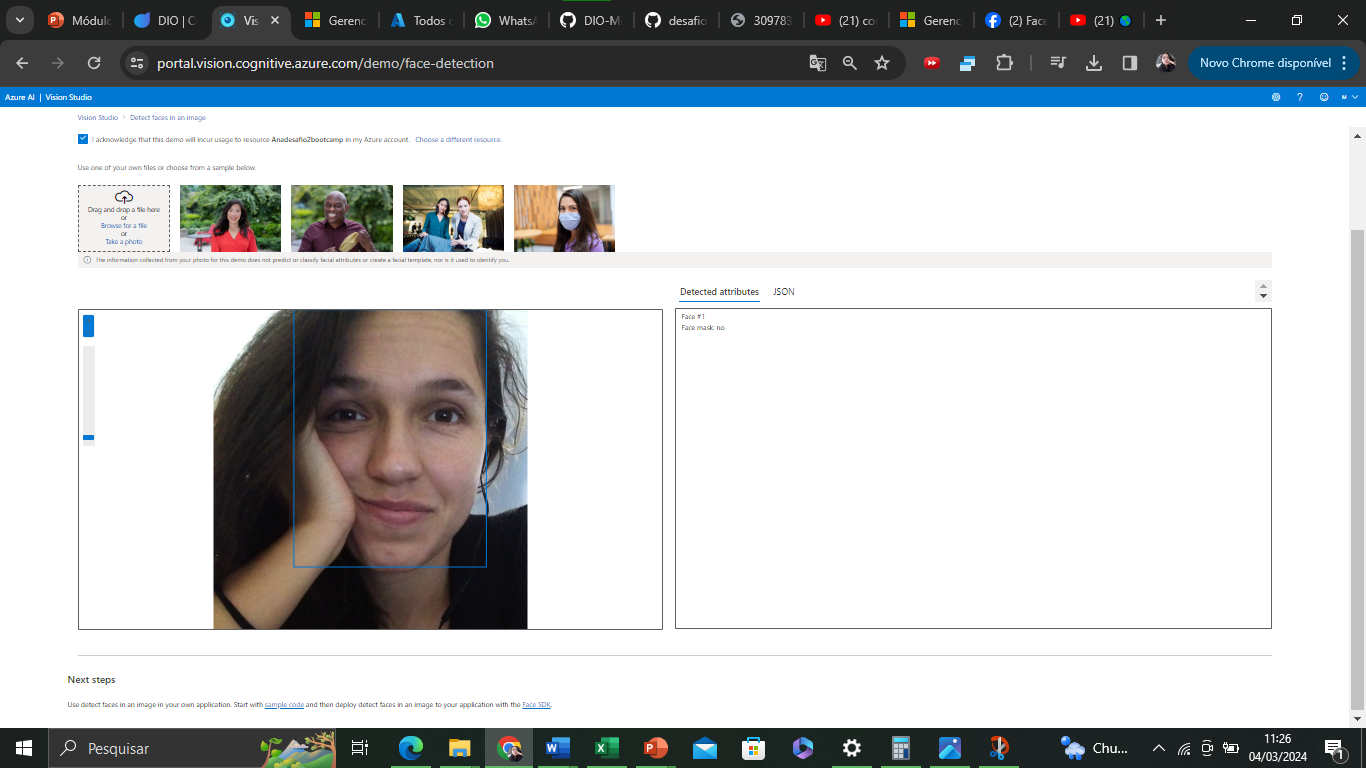 Módulo
DIO | C
Vis
Gerenc
Todos
WhatsA
DIO-Mi
desafio
309783
(21) co
Gerenc
(2) Face
(21)
portal.vision.cognitive.azure.com/demo/face-detection
Novo Chrome disponível
Azure AI | Vision Studio
Vision Studio > Detect faces in an image
I acknowledge that this demo will incur usage to resource Anadesafio2bootcamp in my Azure account. Choose a different resource.
Use one of your own files or choose from a sample below.
Drag and drop a file here
or
Browse for a file
or
Take a photo
The information collected from your photo for this demo does not predict or classify facial attributes or create a facial template, nor is it used to identify you.
Detected attributes JSON
Face #1
Face mask: no
Next steps
Use detect faces in an image in your own application. Start with sample code and then deploy detect faces in an image to your application with the Face SDK.
Pesquisar
Chu...
11:26
04/03/2024
1